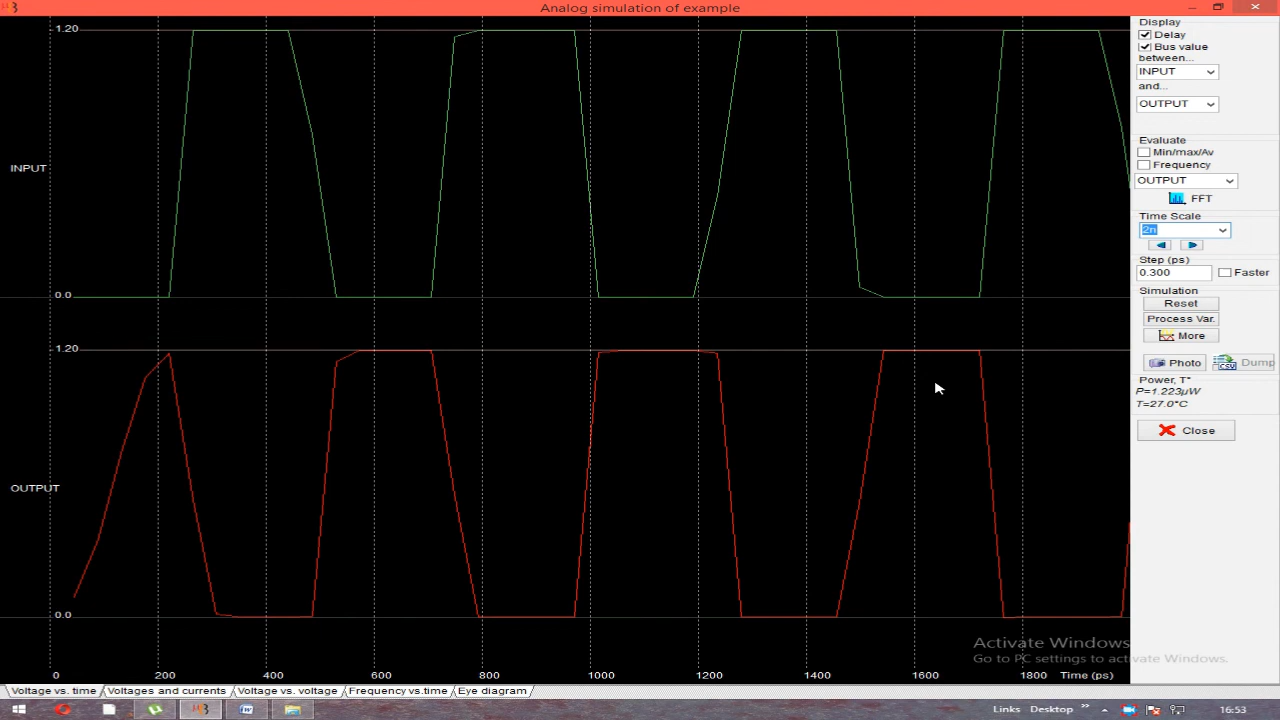 Analog simulation of example
1.20
INPUT
0.0
1.20
OUTPUT
0.0
0 200 400 600 800 1000 1200 1400 1600 1800 Time (ps)
Display
Delay
Bus value
between...
INPUT
and...
OUTPUT
Evaluate
Min/max/Av
Frequency
OUTPUT
FFT
Time Scale
2n
Step (ps)
0.300 Faster
Simulation
Reset
Process Var.
More
Photo CSV Dump
Power, T°
P=1.223µW
T=27.0°C
Close
Activate Windows
Go to PC settings to activate Windows.
Voltage vs. time Voltages and currents Voltage vs. voltage Frequency vs.time Eye diagram
Links Desktop » 16:53